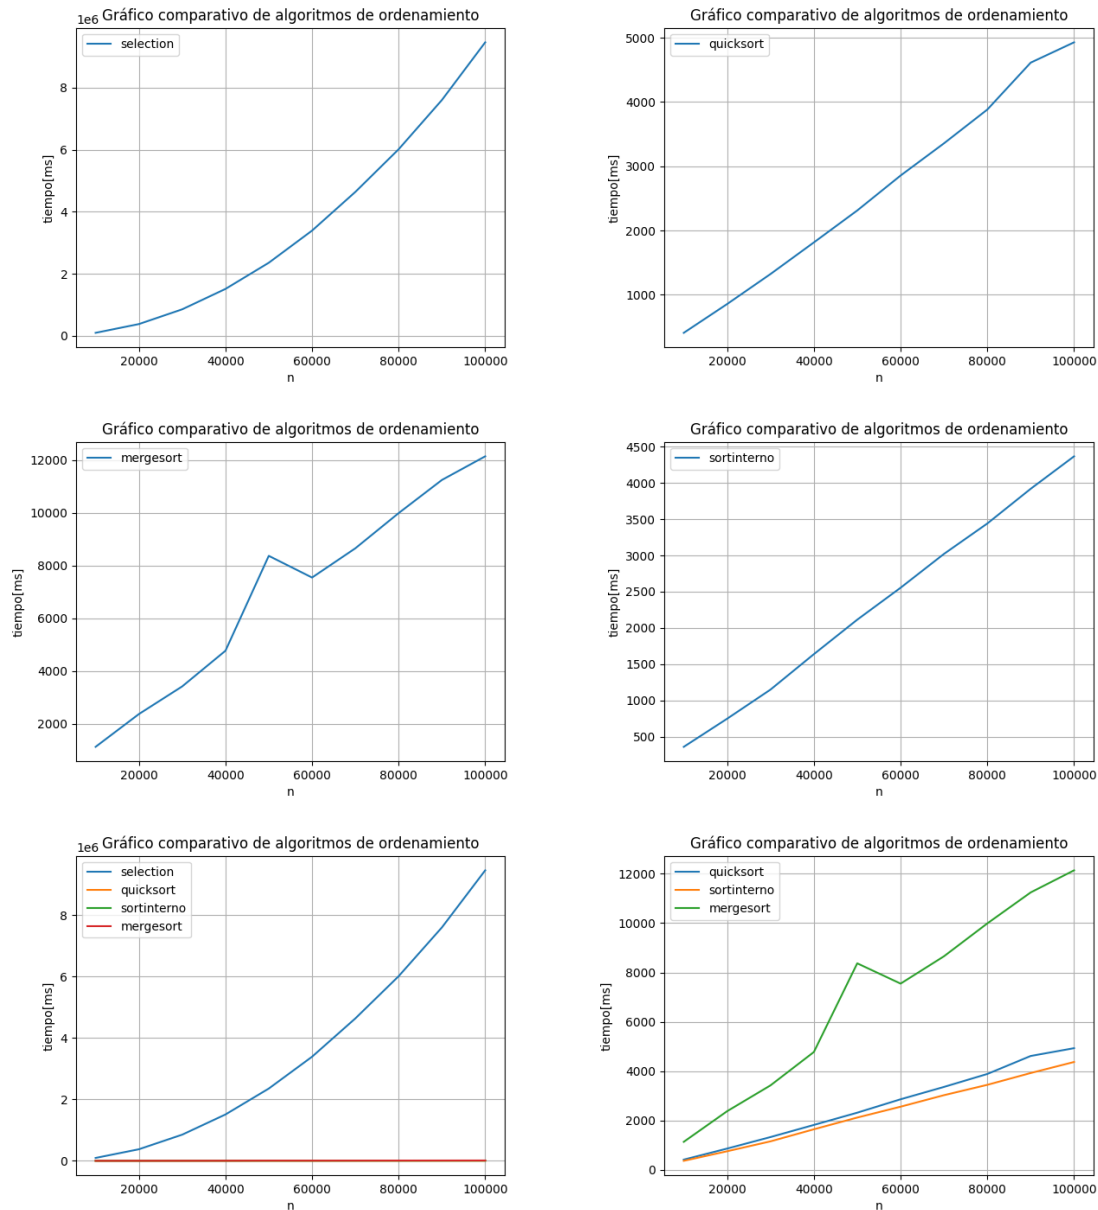 Gráfico comparativo de algoritmos de ordenamiento
1e6
selection
8
6
4
2
0
tiempo[ms]
20000 40000 60000 80000 100000
n
Gráfico comparativo de algoritmos de ordenamiento
quicksort
5000
4000
3000
2000
1000
tiempo[ms]
20000 40000 60000 80000 100000
n
Gráfico comparativo de algoritmos de ordenamiento
mergesort
12000
10000
8000
6000
4000
2000
tiempo[ms]
20000 40000 60000 80000 100000
n
Gráfico comparativo de algoritmos de ordenamiento
sortinterno
4500
4000
3500
3000
2500
2000
1500
1000
500
tiempo[ms]
20000 40000 60000 80000 100000
n
Gráfico comparativo de algoritmos de ordenamiento
1e6
selection
quicksort
sortinterno
mergesort
8
6
4
2
0
tiempo[ms]
20000 40000 60000 80000 100000
n
Gráfico comparativo de algoritmos de ordenamiento
quicksort
sortinterno
mergesort
12000
10000
8000
6000
4000
2000
0
tiempo[ms]
20000 40000 60000 80000 100000
n